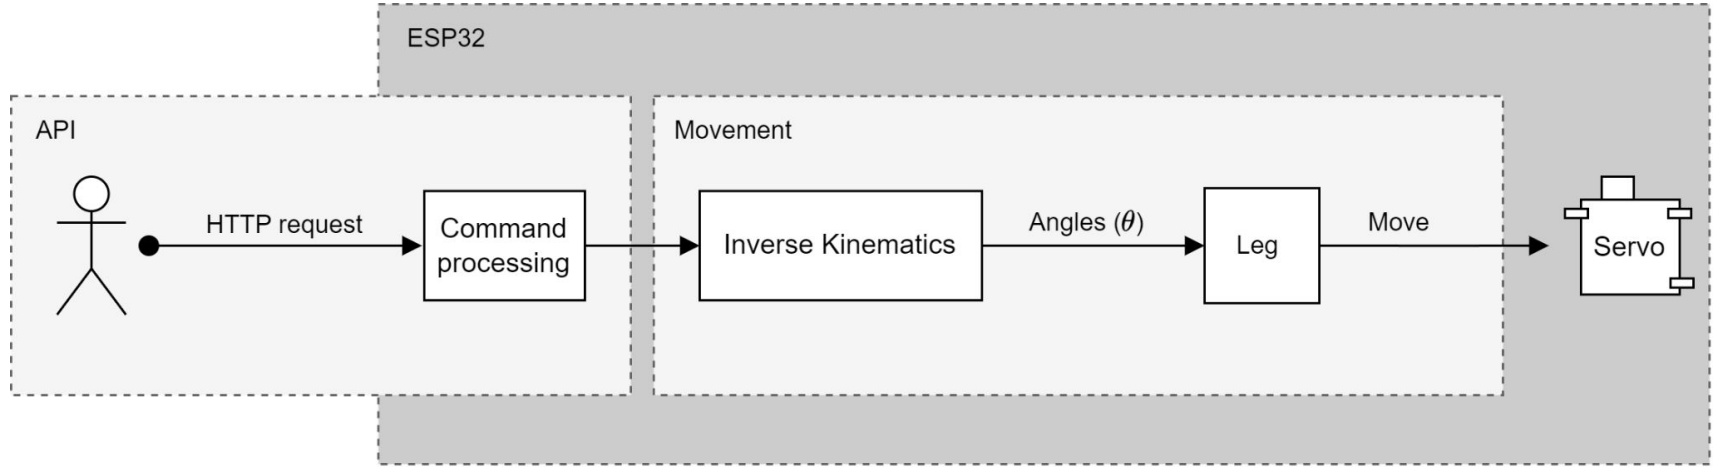 ESP32
API
Movement
HTTP request
Command
processing
Inverse Kinematics
Angles (θ)
Leg
Move
Servo